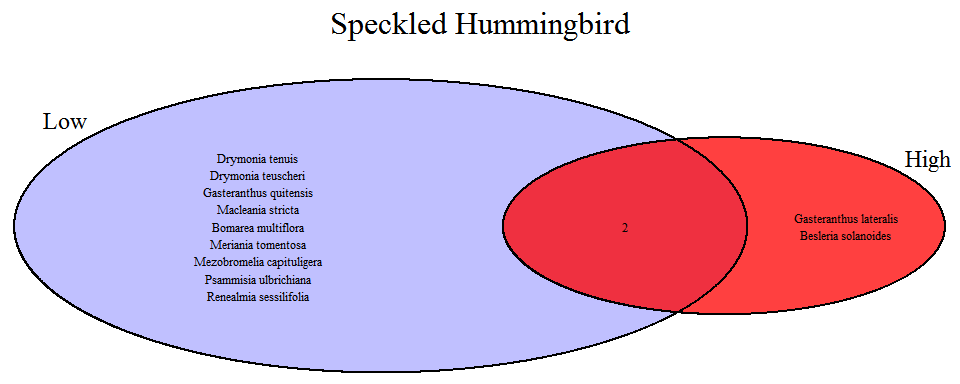 Speckled Hummingbird
Low
High
Drymonia tenuis
Drymonia teuscheri
Gasteranthus quitensis
Macleania stricta
Bomarea multiflora
Meriania tomentosa
Mezobromelia capituligera
Psammisia ulbrichiana
Renealmia sessilifolia
2
Gasteranthus lateralis
Besleria solanoides